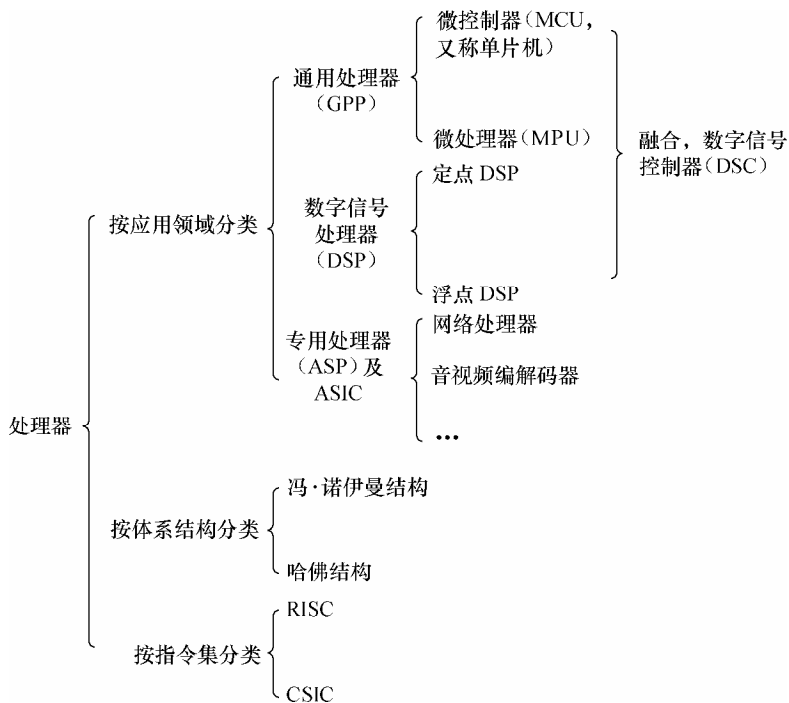 微控制器(MCU,
又称单片机)
通用处理器
(GPP)
微处理器(MPU)
融合，数字信号
控制器(DSC)
定点 DSP
数字信号
处理器
(DSP)
按应用领域分类
浮点 DSP
网络处理器
专用处理器
(ASP)及
ASIC
音视频编解码器
…
处理器
冯·诺伊曼结构
按体系结构分类
哈佛结构
RISC
按指令集分类
CSIC